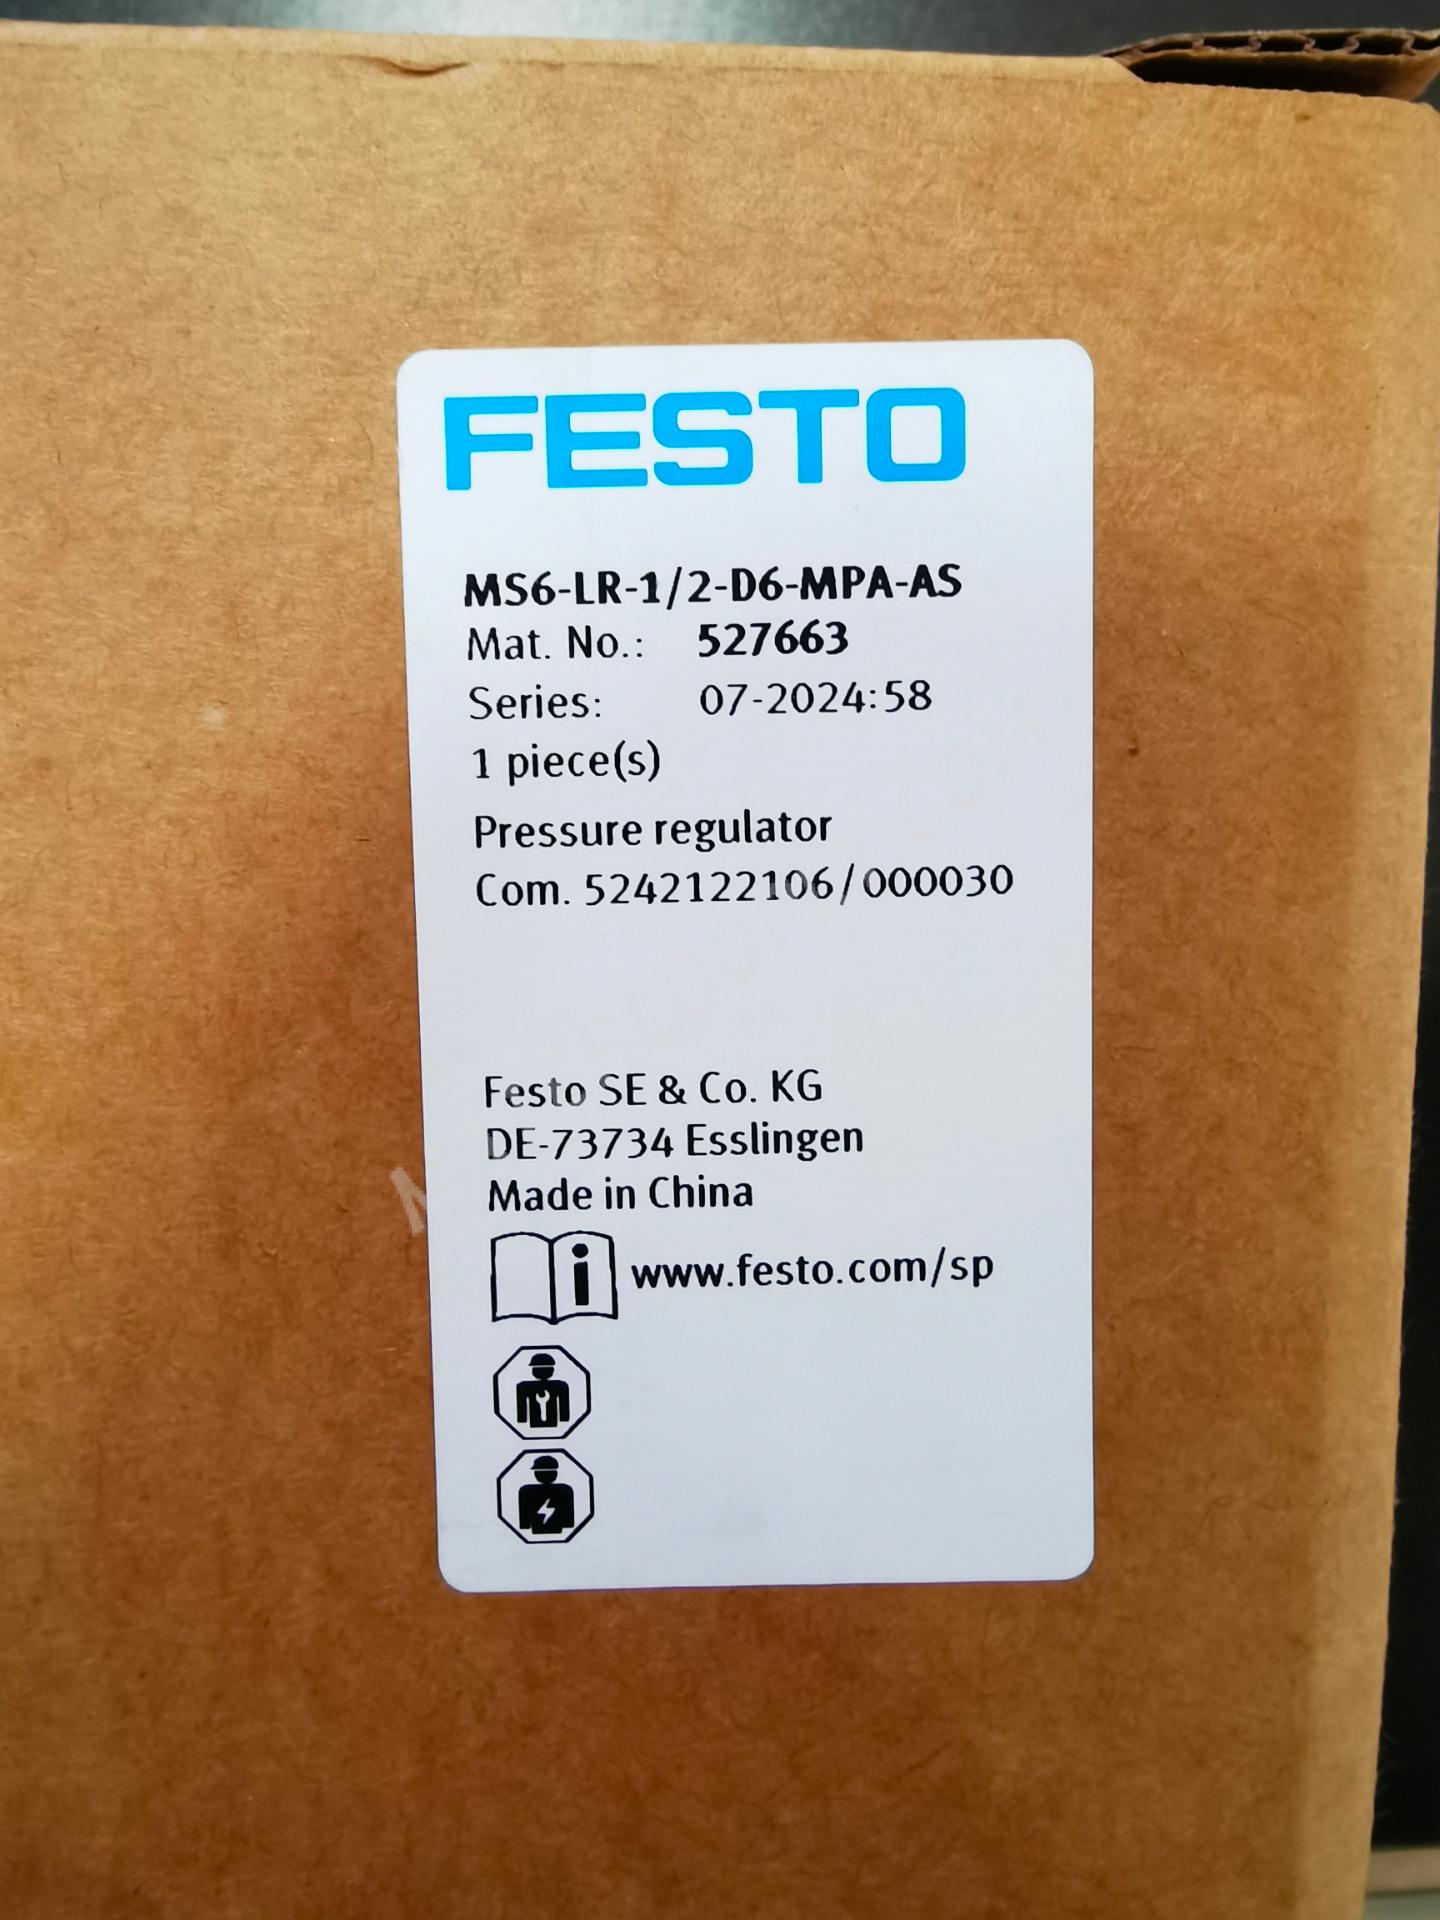 FESTO
MS6-LR-1/2-D6-MPA-AS
Mat. No.: 527663
Series: 07-2024:58
1 piece(s)
Pressure regulator
Com. 5242122106/000030
Festo SE & Co. KG
DE-73734 Esslingen
Made in China
i www.festo.com/sp